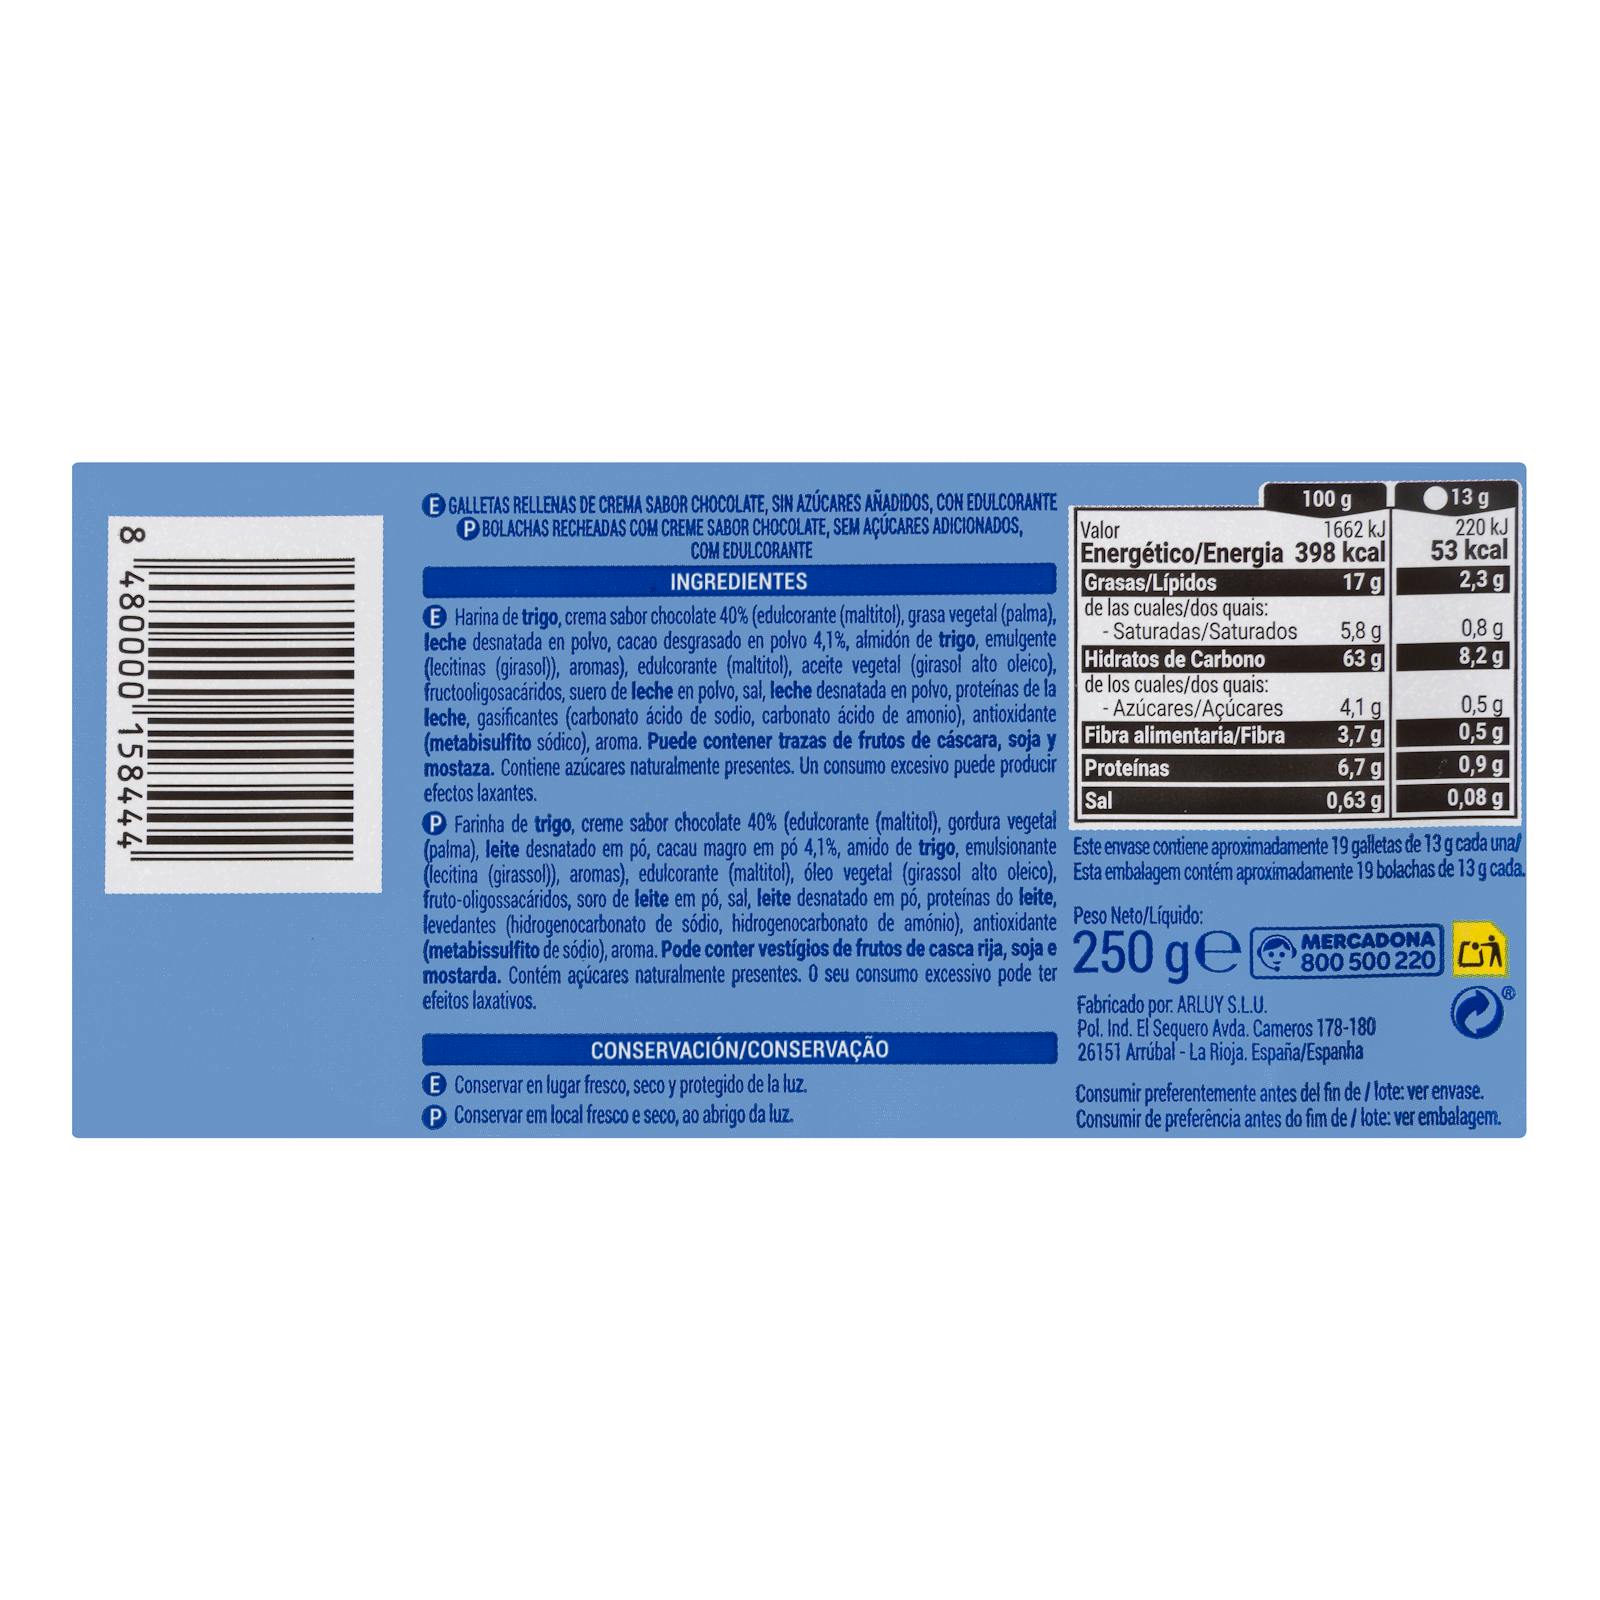 8 480000 158444
E GALLETAS RELLENAS DE CREMA SABOR CHOCOLATE, SIN AZÚCARES AÑADIDOS, CON EDULCORANTE
P BOLACHAS RECHEADAS COM CREME SABOR CHOCOLATE, SEM AÇÚCARES ADICIONADOS,
COM EDULCORANTE
INGREDIENTES
E Harina de trigo, crema sabor chocolate 40% (edulcorante (maltitol), grasa vegetal (palma),
leche desnatada en polvo, cacao desgrasado en polvo 4,1%, almidón de trigo, emulgente
(lecitinas (girasol)), aromas), edulcorante (maltitol), aceite vegetal (girasol alto oleico),
fructooligosacáridos, suero de leche en polvo, sal, leche desnatada en polvo, proteínas de la
leche, gasificantes (carbonato ácido de sodio, carbonato ácido de amonio), antioxidante
(metabisulfito sódico), aroma. Puede contener trazas de frutos de cáscara, soja y
mostaza. Contiene azúcares naturalmente presentes. Un consumo excesivo puede producir
efectos laxantes.
P Farinha de trigo, creme sabor chocolate 40% (edulcorante (maltitol), gordura vegetal
(palma), leite desnatado em pó, cacau magro em pó 4,1%, amido de trigo, emulsionante
(lecitina (girassol)), aromas), edulcorante (maltitol), óleo vegetal (girassol alto oleico),
fruto-oligossacáridos, soro de leite em pó, sal, leite desnatado em pó, proteínas do leite,
levedantes (hidrogenocarbonato de sódio, hidrogenocarbonato de amónio), antioxidante
(metabissulfito de sódio), aroma. Pode conter vestígios de frutos de casca rija, soja e
mostarda. Contém açúcares naturalmente presentes. O seu consumo excessivo pode ter
efeitos laxativos.
CONSERVACIÓN/CONSERVAÇÃO
E Conservar en lugar fresco, seco y protegido de la luz.
P Conservar em local fresco e seco, ao abrigo da luz.
100 g 13 g
Valor 1662 kJ 220 kJ
Energético/Energia 398 kcal 53 kcal
Grasas/Lípidos 17 g 2,3 g
de las cuales/dos quais:
- Saturadas/Saturados 5,8 g 0,8 g
Hidratos de Carbono 63 g 8,2 g
de los cuales/dos quais:
- Azúcares/Açúcares 4,1 g 0,5 g
Fibra alimentaria/Fibra 3,7 g 0,5 g
Proteínas 6,7 g 0,9 g
Sal 0,63 g 0,08 g
Este envase contiene aproximadamente 19 galletas de 13 g cada una/
Esta embalagem contém aproximadamente 19 bolachas de 13 g cada.
Peso Neto/Líquido:
250 g e
MERCADONA
800 500 220
®
Fabricado por: ARLUY S.L.U.
Pol. Ind. El Sequero Avda. Cameros 178-180
26151 Arrúbal - La Rioja. España/Espanha
Consumir preferentemente antes del fin de / lote: ver envase.
Consumir de preferência antes do fim de / lote: ver embalagem.